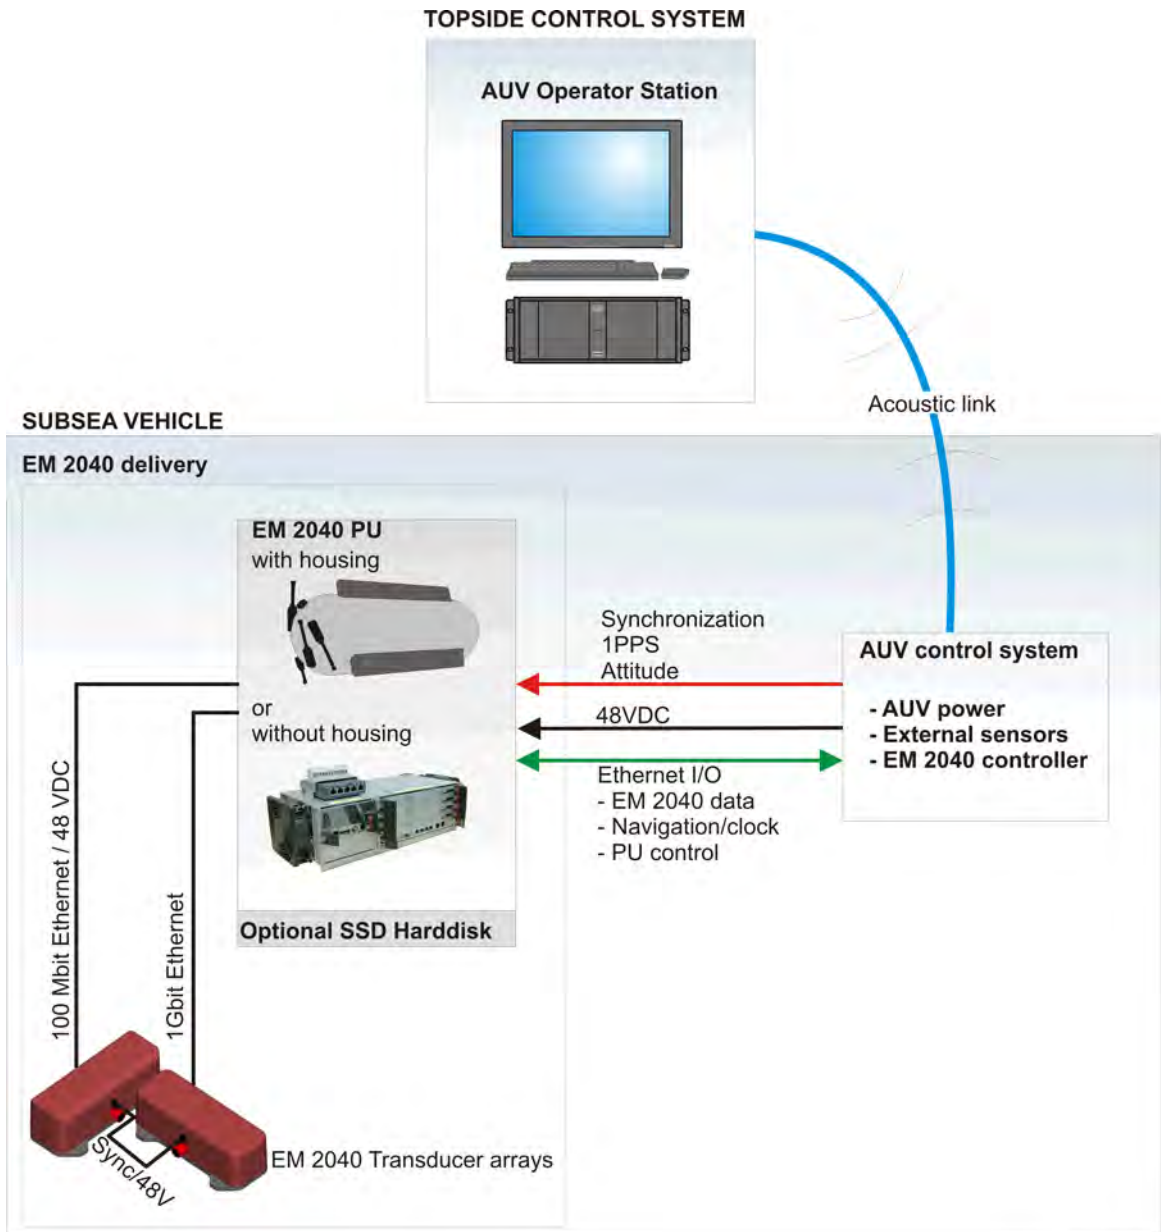 TOPSIDE CONTROL SYSTEM
AUV Operator Station
Acoustic link
SUBSEA VEHICLE
EM 2040 delivery
EM 2040 PU
with housing
or
without housing
Optional SSD Harddisk
Synchronization
1PPS
Attitude
48VDC
Ethernet I/O
- EM 2040 data
- Navigation/clock
- PU control
AUV control system
- AUV power
- External sensors
- EM 2040 controller
100 Mbit Ethernet / 48 VDC
1Gbit Ethernet
Sync/48V
EM 2040 Transducer arrays